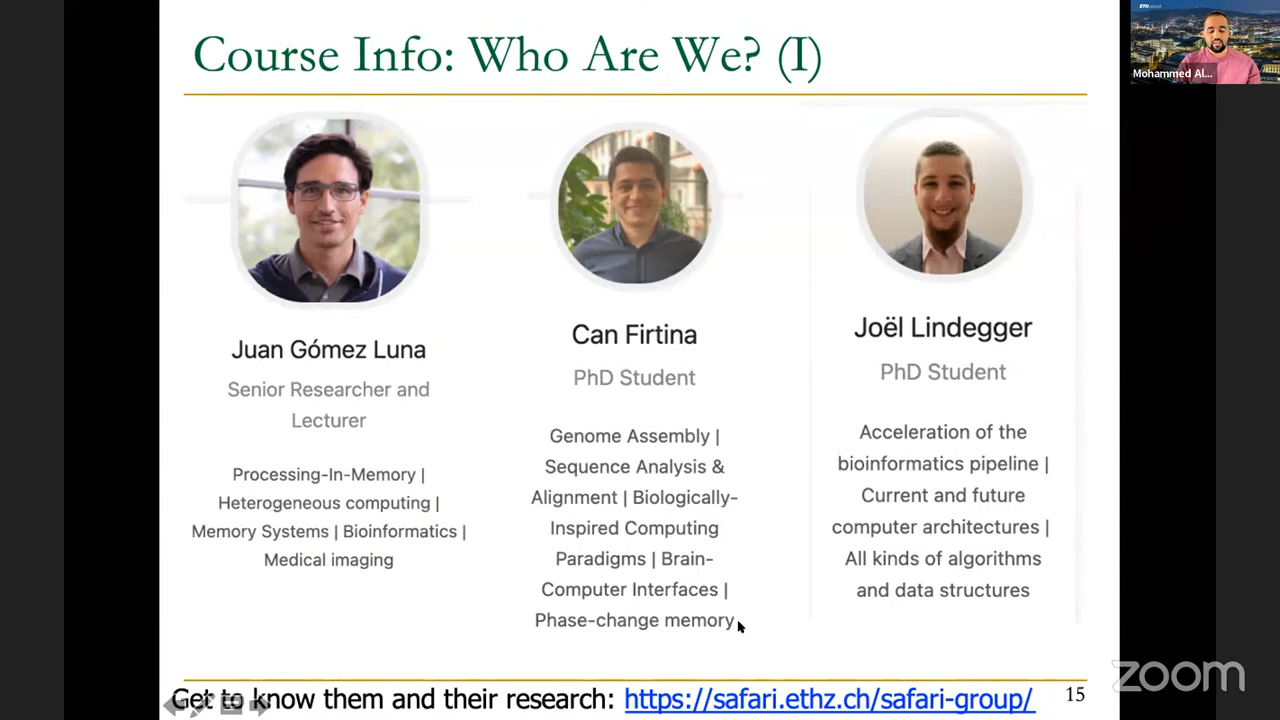 Course Info: Who Are We? (I)
Mohammed Al...
Juan Gómez Luna
Senior Researcher and
Lecturer
Processing-In-Memory |
Heterogeneous computing |
Memory Systems | Bioinformatics |
Medical imaging
Can Firtina
PhD Student
Genome Assembly |
Sequence Analysis &
Alignment | Biologically-
Inspired Computing
Paradigms | Brain-
Computer Interfaces |
Phase-change memory
Joël Lindegger
PhD Student
Acceleration of the
bioinformatics pipeline |
Current and future
computer architectures |
All kinds of algorithms
and data structures
Get to know them and their research: https://safari.ethz.ch/safari-group/
15
zoom